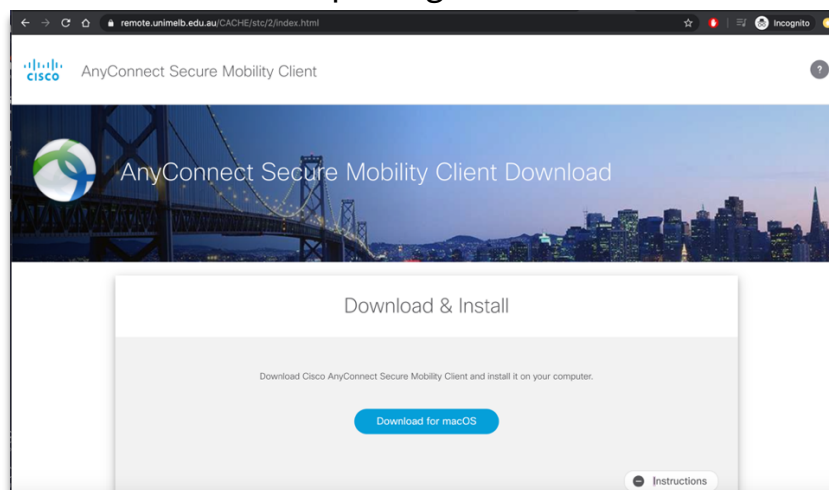 remote.unimelb.edu.au/CACHE/stc/2/index.html Incognito
cisco AnyConnect Secure Mobility Client ?
AnyConnect Secure Mobility Client Download
Download & Install
Download Cisco AnyConnect Secure Mobility Client and install it on your computer.
Download for macOS
Instructions